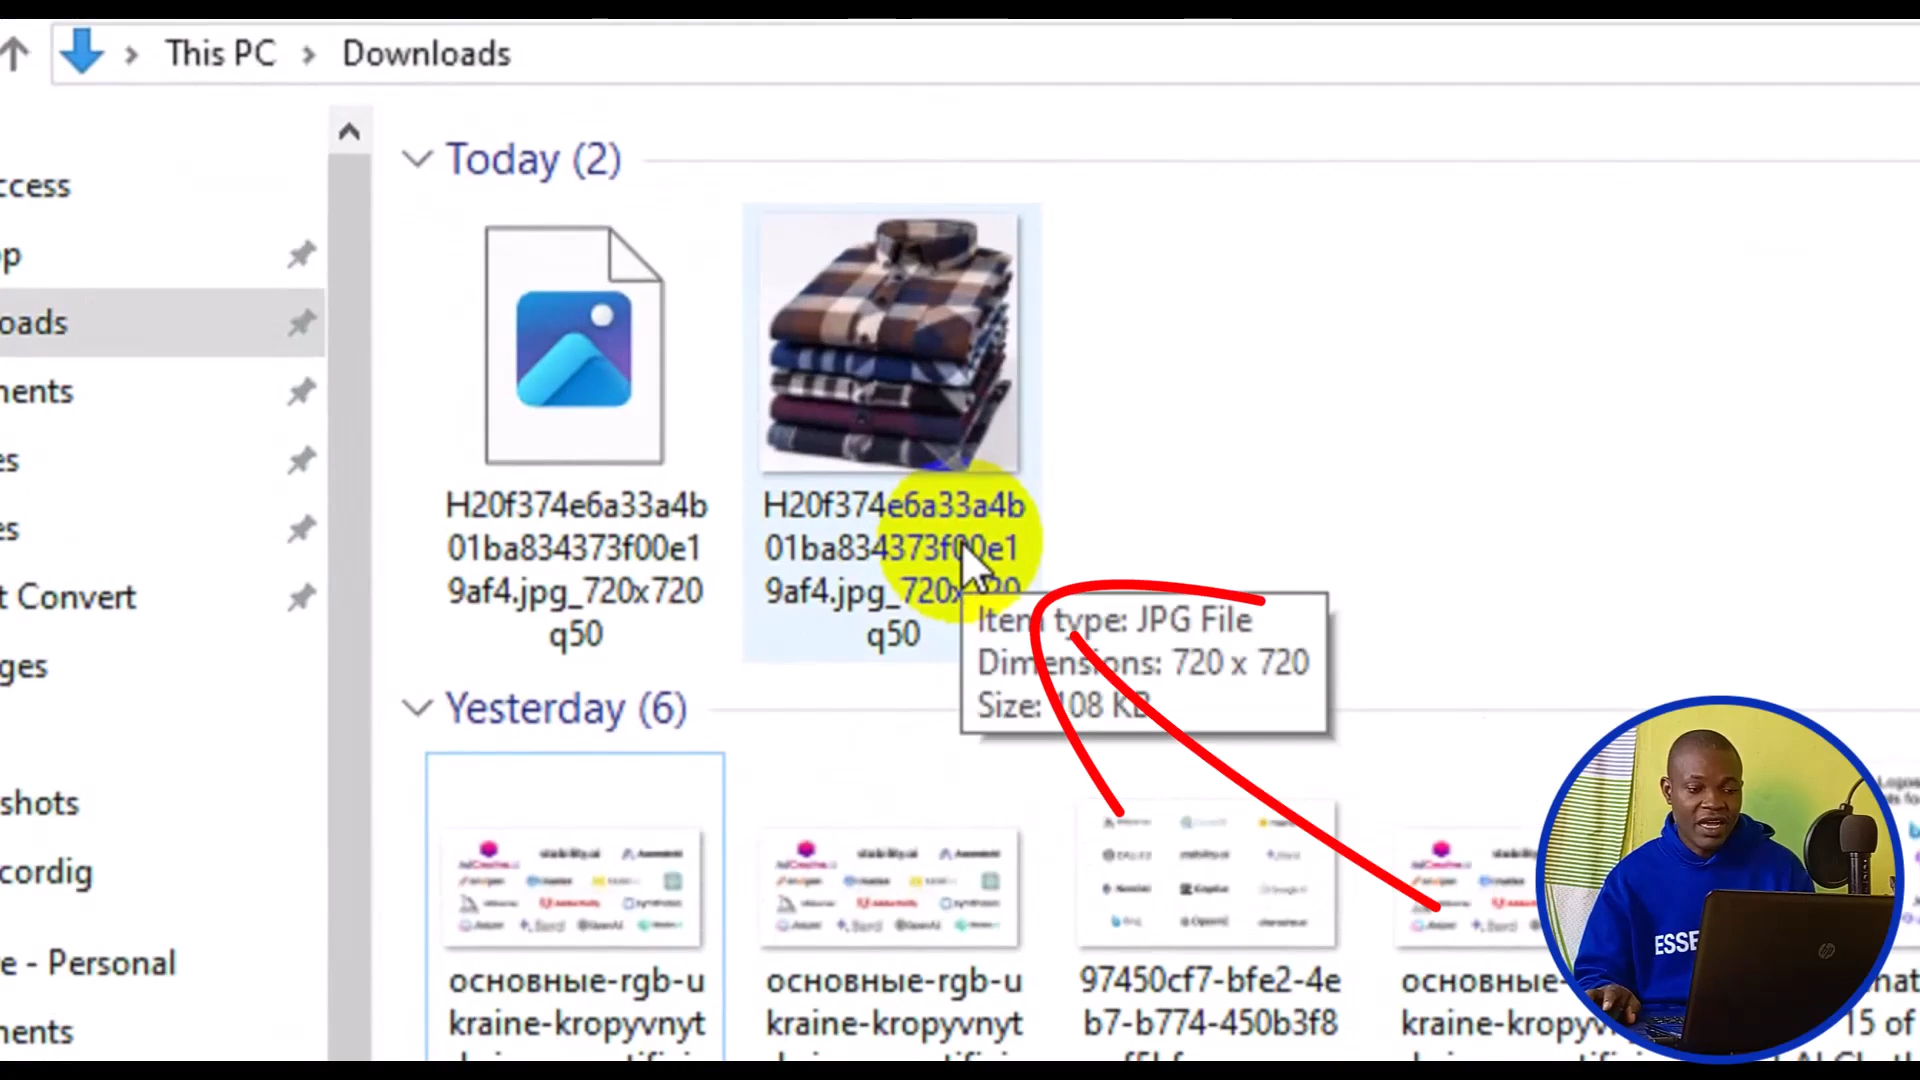 This PC
Downloads
ccess
op
oads
nents
es
es
t Convert
ges
shots
cordig
e - Personal
nents
Today (2)
H20f374e6a33a4b
01ba834373f00e1
9af4.jpg_720x720
q50
H20f374e6a33a4b
01ba834373f00e1
9af4.jpg_720x720
q50
Item type: JPG File
Dimensions: 720 x 720
Size: 108 KB
Yesterday (6)
основные-rgb-u
kraine-kropyvnyt
основные-rgb-u
kraine-kropyvnyt
97450cf7-bfe2-4e
b7-b774-450b3f8
основные-
kraine-kropyv
15 of
ESSE
hp